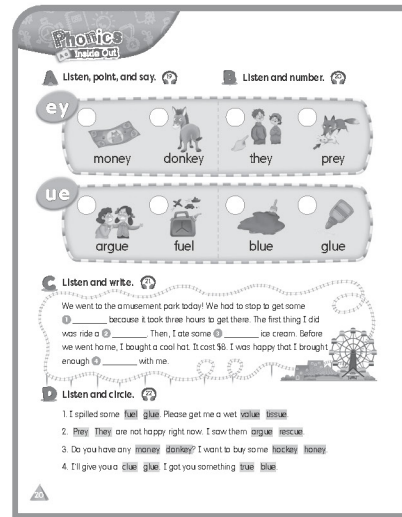 Phonics
Inside Out
A Listen, point, and say. 19
B Listen and number. 20
ey
money donkey they prey
ue
argue fuel blue glue
C Listen and write. 21
We went to the amusement park today! We had to stop to get some
1 ________ because it took three hours to get there. The first thing I did
was ride a 2 ________. Then, I ate some 3 ________ ice cream. Before
we went home, I bought a cool hat. It cost $8. I was happy that I brought
enough 4 ________ with me.
D Listen and circle. 22
1. I spilled some fuel glue. Please get me a wet value tissue.
2. Prey They are not happy right now. I saw them argue rescue.
3. Do you have any money donkey? I want to buy some hockey honey.
4. I'll give you a clue glue. I got you something true blue.
20